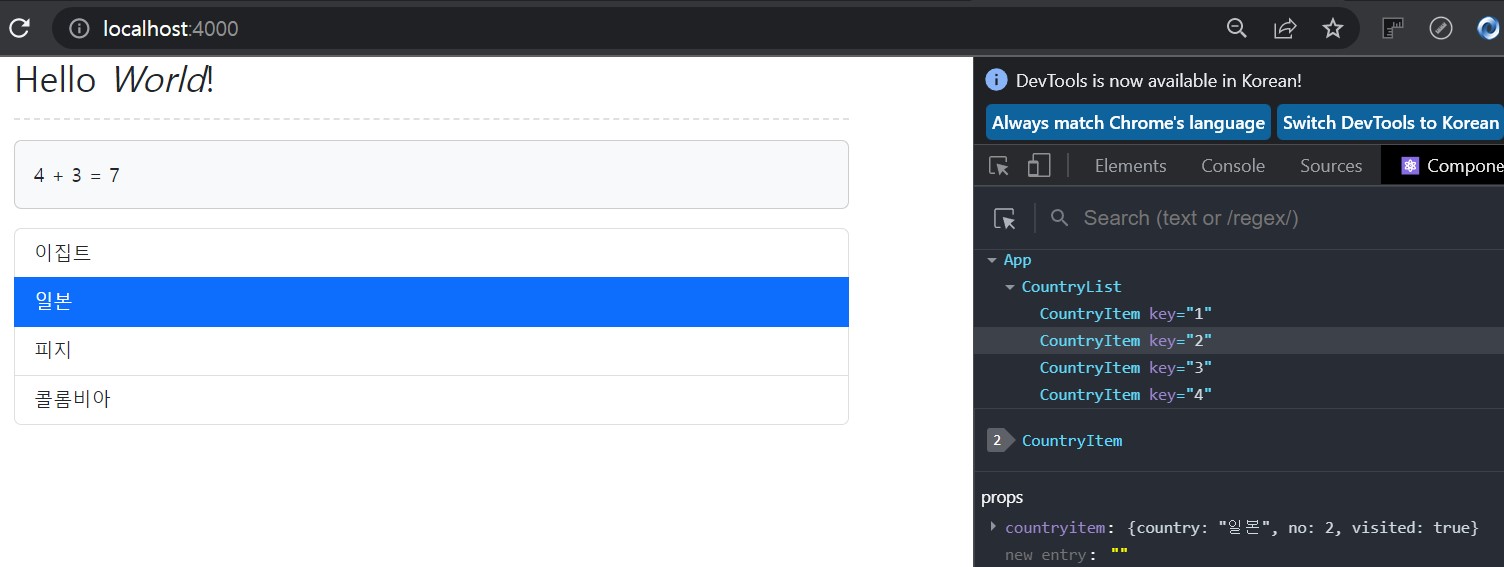 localhost:4000
Hello World!
4 + 3 = 7
이집트
일본
피지
콜롬비아
DevTools is now available in Korean!
Always match Chrome's language Switch DevTools to Korean
Elements Console Sources Compone
Search (text or /regex/)
App
CountryList
CountryItem key="1"
CountryItem key="2"
CountryItem key="3"
CountryItem key="4"
2 CountryItem
props
countryitem: {country: "일본", no: 2, visited: true}
new entry: ""